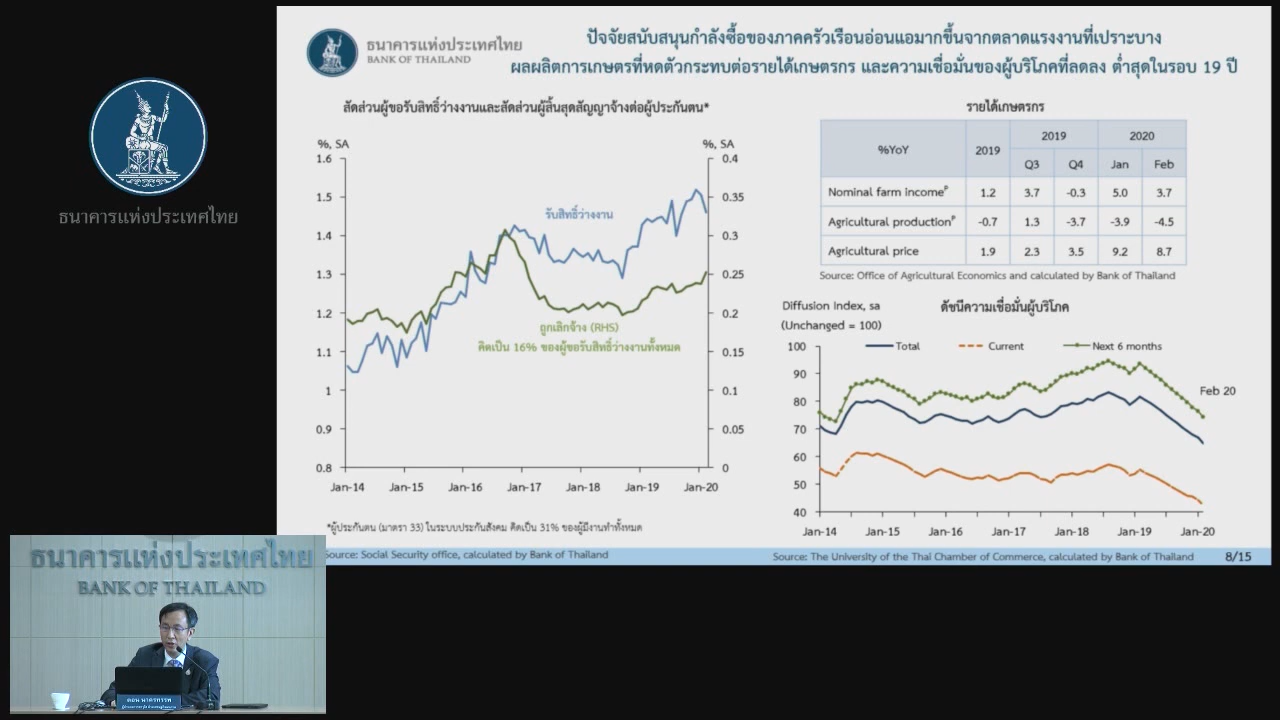 ธนาคารแห่งประเทศไทย
ธนาคารแห่งประเทศไทย
BANK OF THAILAND
ปัจจัยสนับสนุนกำลังซื้อของภาคครัวเรือนอ่อนแอมากขึ้นจากตลาดแรงงานที่เปราะบาง
ผลผลิตการเกษตรที่หดตัวกระทบต่อรายได้เกษตรกร และความเชื่อมั่นของผู้บริโภคที่ลดลง ต่ำสุดในรอบ 19 ปี
สัดส่วนผู้ขอรับสิทธิ์ว่างงานและสัดส่วนผู้สิ้นสุดสัญญาจ้างต่อผู้ประกันตน*
%, SA %, SA
1.6 0.4
1.5 0.35
1.4 0.3
1.3 0.25
1.2 0.2
1.1 0.15
1 0.1
0.9 0.05
0.8 0
รับสิทธิ์ว่างงาน
ถูกเลิกจ้าง (RHS)
คิดเป็น 16% ของผู้ขอรับสิทธิ์ว่างงานทั้งหมด
Jan-14 Jan-15 Jan-16 Jan-17 Jan-18 Jan-19 Jan-20
*ผู้ประกันตน (มาตรา 33) ในระบบประกันสังคม คิดเป็น 31% ของผู้มีงานทำทั้งหมด
Source: Social Security office, calculated by Bank of Thailand
รายได้เกษตรกร
%YoY 2019 2019 2020
Q3 Q4 Jan Feb
Nominal farm incomeᴾ 1.2 3.7 -0.3 5.0 3.7
Agricultural productionᴾ -0.7 1.3 -3.7 -3.9 -4.5
Agricultural price 1.9 2.3 3.5 9.2 8.7
Source: Office of Agricultural Economics and calculated by Bank of Thailand
Diffusion Index, sa
(Unchanged = 100)
ดัชนีความเชื่อมั่นผู้บริโภค
Total Current Next 6 months
100
90
80
70
60
50
40
Feb 20
Jan-14 Jan-15 Jan-16 Jan-17 Jan-18 Jan-19 Jan-20
Source: The University of the Thai Chamber of Commerce, calculated by Bank of Thailand
8/15
ธนาคารแห่งประเทศไทย
BANK OF THAILAND
ดอน นาครทรรพ